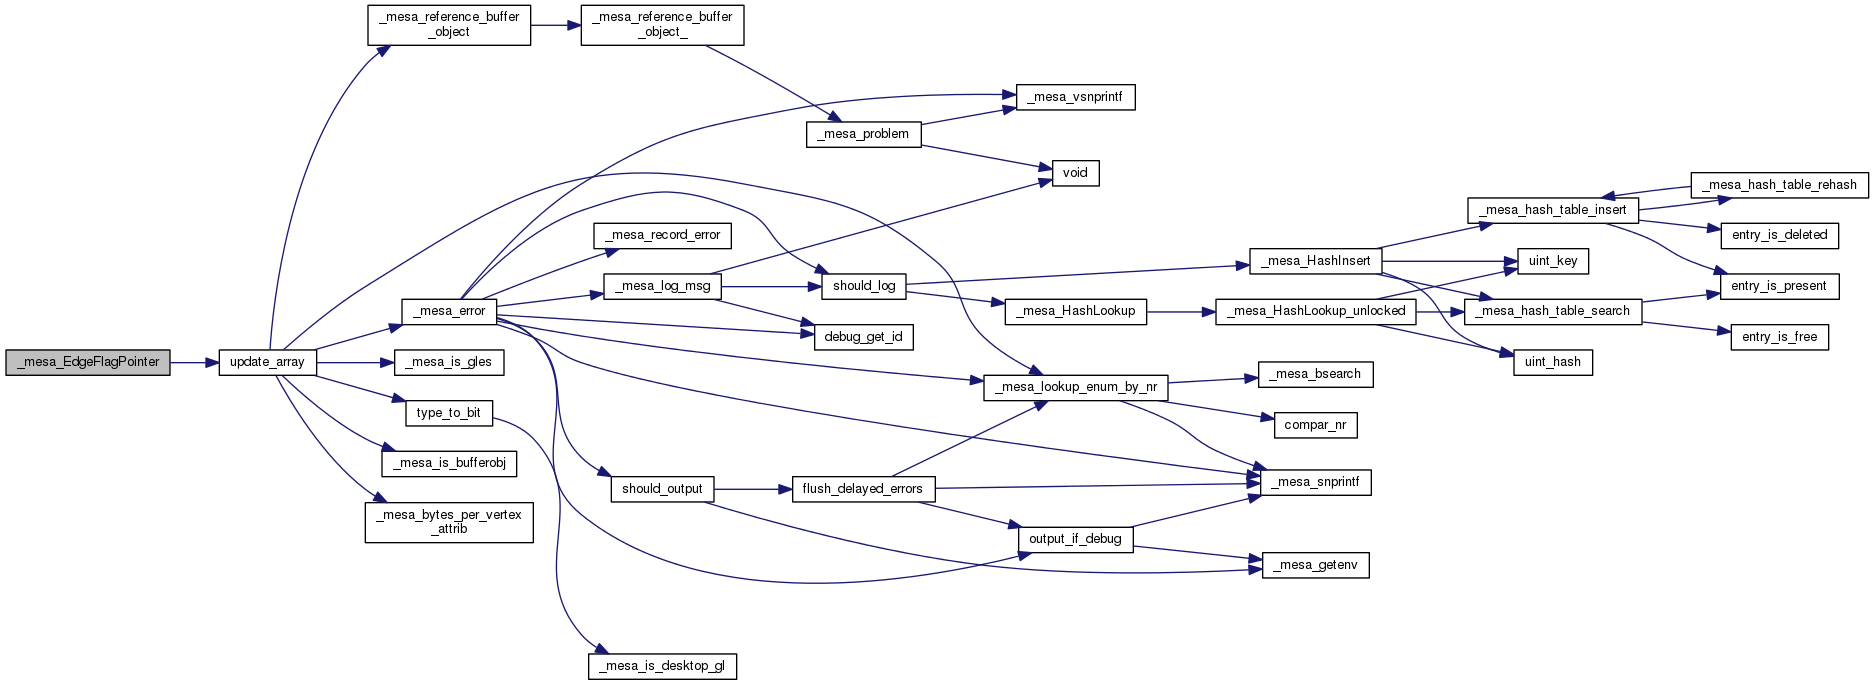 _mesa_reference_buffer
_object
_mesa_reference_buffer
_object_
_mesa_vsnprintf
_mesa_problem
void
_mesa_hash_table_rehash
_mesa_hash_table_insert
_mesa_record_error
entry_is_deleted
_mesa_HashInsert
uint_key
_mesa_log_msg
should_log
entry_is_present
_mesa_error
_mesa_HashLookup
_mesa_HashLookup_unlocked
_mesa_hash_table_search
debug_get_id
entry_is_free
_mesa_EdgeFlagPointer
update_array
_mesa_is_gles
uint_hash
_mesa_bsearch
_mesa_lookup_enum_by_nr
type_to_bit
compar_nr
_mesa_is_bufferobj
_mesa_snprintf
should_output
flush_delayed_errors
_mesa_bytes_per_vertex
_attrib
output_if_debug
_mesa_getenv
_mesa_is_desktop_gl